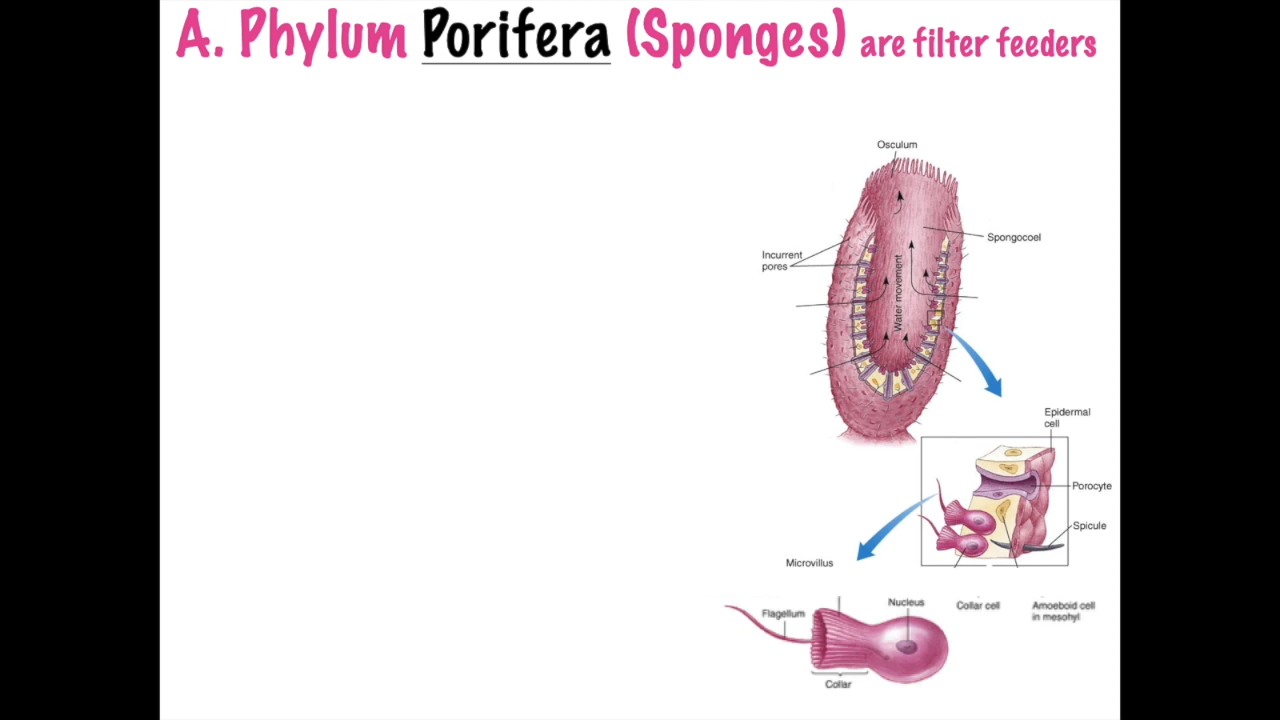 A. Phylum Porifera (Sponges) are filter feeders
Osculum
Spongocoel
Incurrent
pores
Water movement
Epidermal
cell
Porocyte
Spicule
Microvillus
Flagellum
Nucleus
Collar cell
Amoeboid cell
in mesohyl
Collar